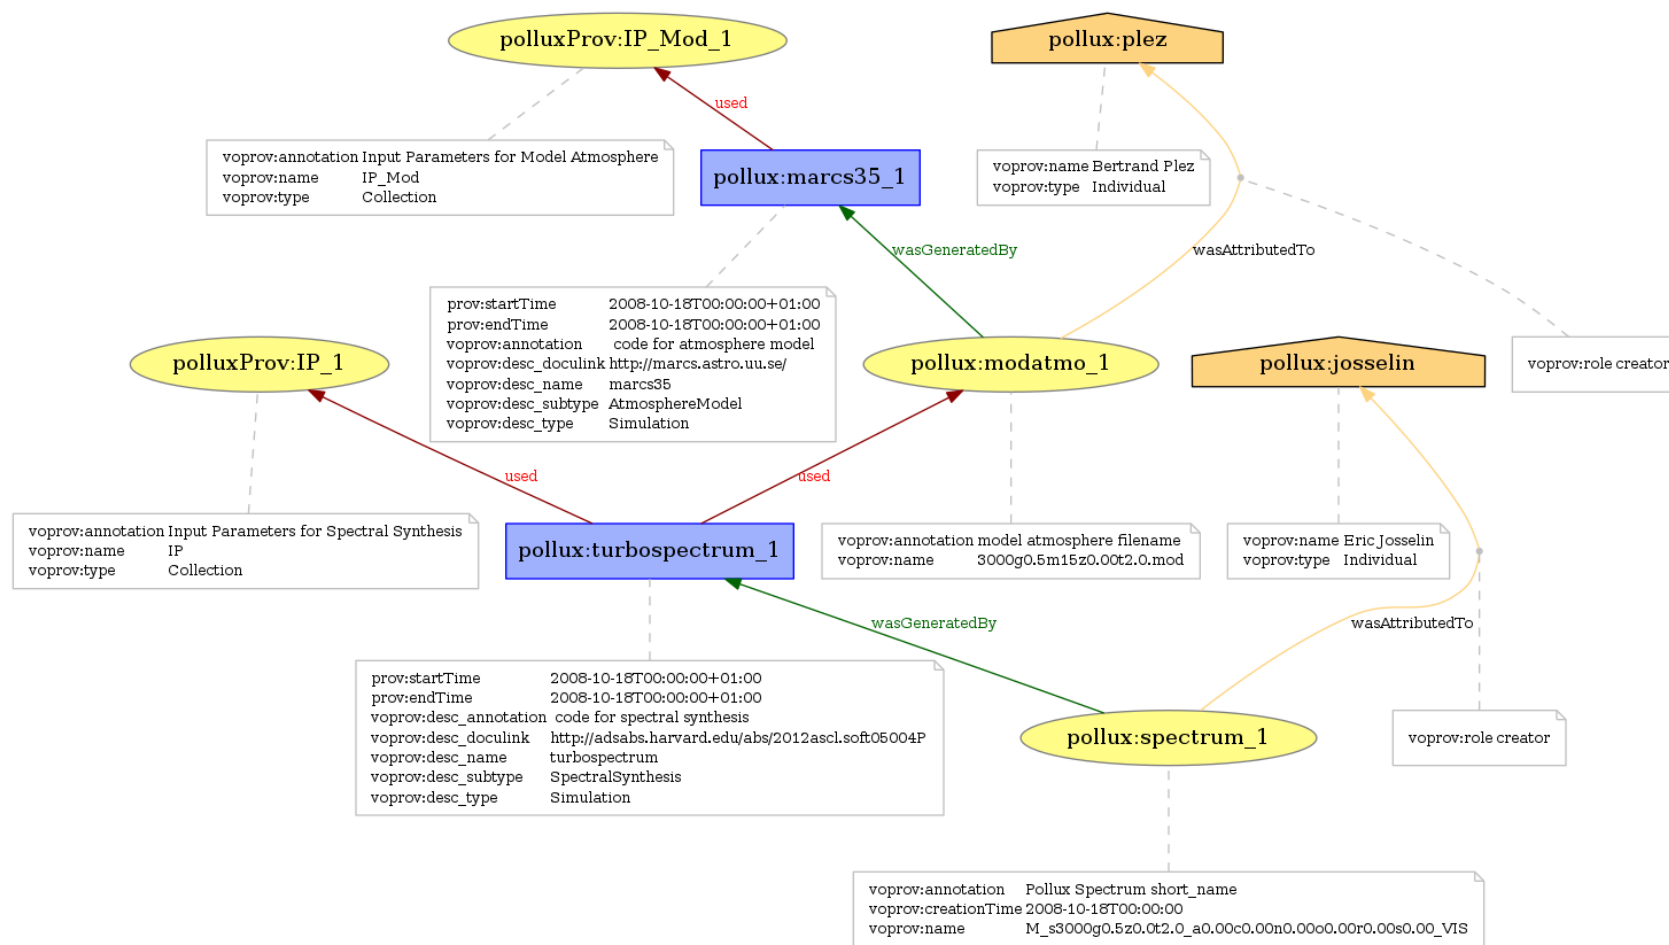 polluxProv:IP_Mod_1
pollux:plez
used
voprov:annotation Input Parameters for Model Atmosphere
voprov:name IP_Mod
voprov:type Collection
pollux:marcs35_1
voprov:name Bertrand Plez
voprov:type Individual
wasGeneratedBy
wasAttributedTo
prov:startTime 2008-10-18T00:00:00+01:00
prov:endTime 2008-10-18T00:00:00+01:00
voprov:annotation code for atmosphere model
voprov:desc_doculink http://marcs.astro.uu.se/
voprov:desc_name marcs35
voprov:desc_subtype AtmosphereModel
voprov:desc_type Simulation
polluxProv:IP_1
pollux:modatmo_1
pollux:josselin
voprov:role creator
used
used
voprov:annotation Input Parameters for Spectral Synthesis
voprov:name IP
voprov:type Collection
pollux:turbospectrum_1
voprov:annotation model atmosphere filename
voprov:name 3000g0.5m15z0.00t2.0.mod
voprov:name Eric Josselin
voprov:type Individual
wasGeneratedBy
wasAttributedTo
prov:startTime 2008-10-18T00:00:00+01:00
prov:endTime 2008-10-18T00:00:00+01:00
voprov:desc_annotation code for spectral synthesis
voprov:desc_doculink http://adsabs.harvard.edu/abs/2012ascl.soft05004P
voprov:desc_name turbospectrum
voprov:desc_subtype SpectralSynthesis
voprov:desc_type Simulation
pollux:spectrum_1
voprov:role creator
voprov:annotation Pollux Spectrum short_name
voprov:creationTime 2008-10-18T00:00:00
voprov:name M_s3000g0.5z0.0t2.0_a0.00c0.00n0.00o0.00r0.00s0.00_VIS